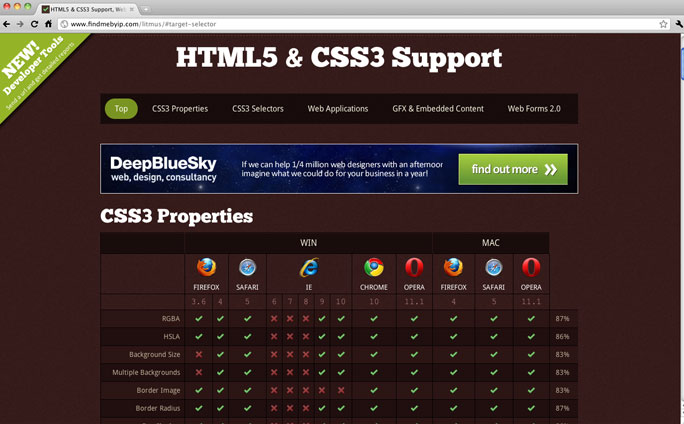 HTML5 & CSS3 Support, We
www.findmebyip.com/litmus/#target-selector
NEW!
Developer Tools
Send a url and get detailed reports
HTML5 & CSS3 Support
Top CSS3 Properties CSS3 Selectors Web Applications GFX & Embedded Content Web Forms 2.0
DeepBlueSky
web, design, consultancy
If we can help 1/4 million web designers with an afternoon
imagine what we could do for your business in a year!
find out more
CSS3 Properties
WIN MAC
FIREFOX SAFARI IE CHROME OPERA FIREFOX SAFARI OPERA
3.6 4 5 6 7 8 9 10 10 11.1 4 5 11.1
RGBA 87%
HSLA 86%
Background Size 83%
Multiple Backgrounds 83%
Border Image 83%
Border Radius 87%